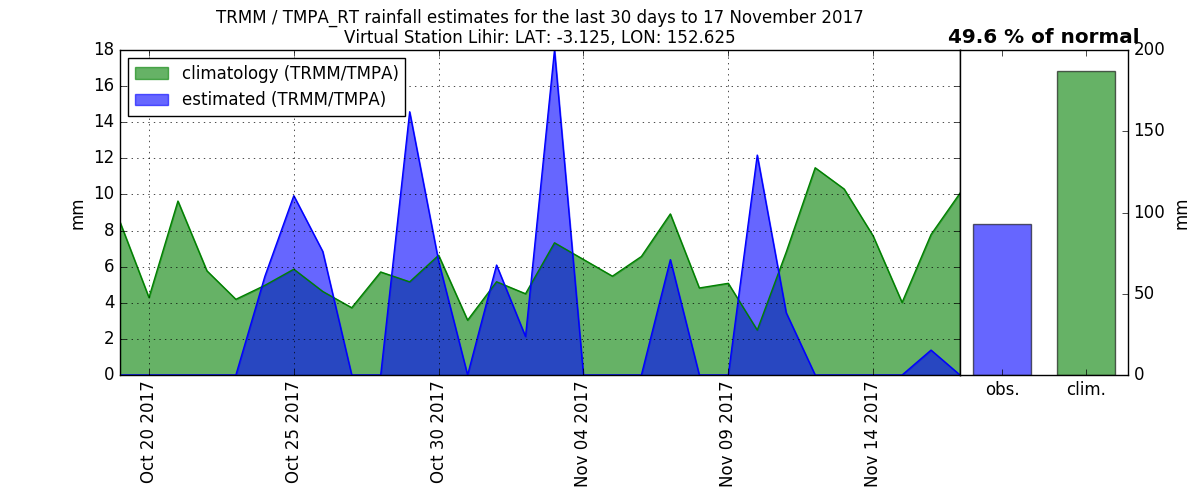 TRMM / TMPA_RT rainfall estimates for the last 30 days to 17 November 2017
Virtual Station Lihir: LAT: -3.125, LON: 152.625
49.6 % of normal
climatology (TRMM/TMPA)
estimated (TRMM/TMPA)
mm
18
16
14
12
10
8
6
4
2
0
Oct 20 2017
Oct 25 2017
Oct 30 2017
Nov 04 2017
Nov 09 2017
Nov 14 2017
200
150
100
50
0
mm
obs.
clim.